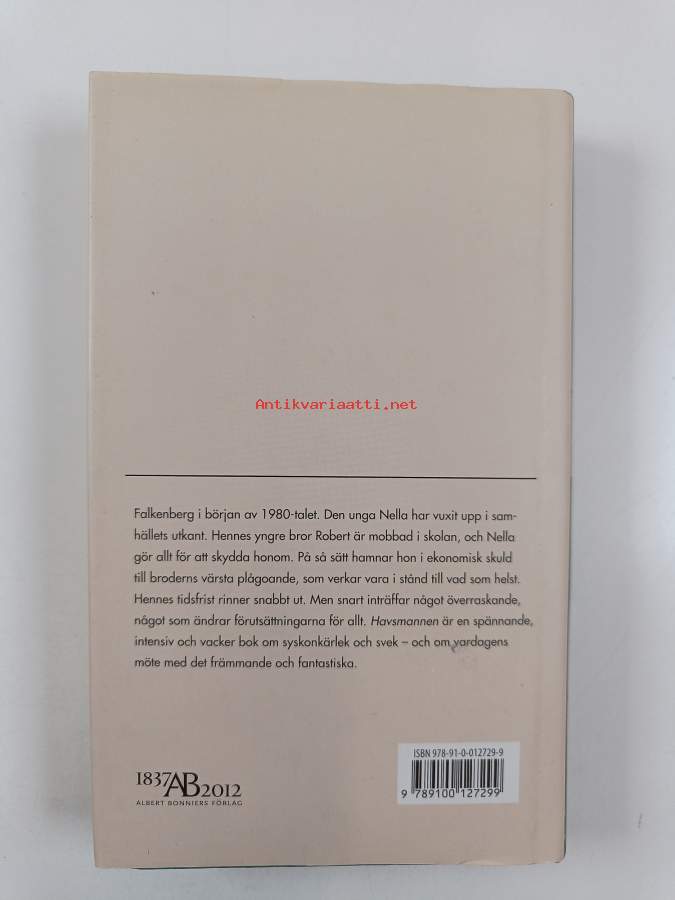 Antikvariaatti.net
Falkenberg i början av 1980-talet. Den unga Nella har vuxit upp i sam-
hällets utkant. Hennes yngre bror Robert är mobbad i skolan, och Nella
gör allt för att skydda honom. På så sätt hamnar hon i ekonomisk skuld
till broderns värsta plågoande, som verkar vara i stånd till vad som helst.
Hennes tidsfrist rinner snabbt ut. Men snart inträffar något överraskande,
något som ändrar förutsättningarna för allt. Havsmannen är en spännande,
intensiv och vacker bok om syskonkärlek och svek – och om vardagens
möte med det främmande och fantastiska.
ISBN 978-91-0-012729-9
9 789100 127299
1837 AB 2012
ALBERT BONNIERS FÖRLAG